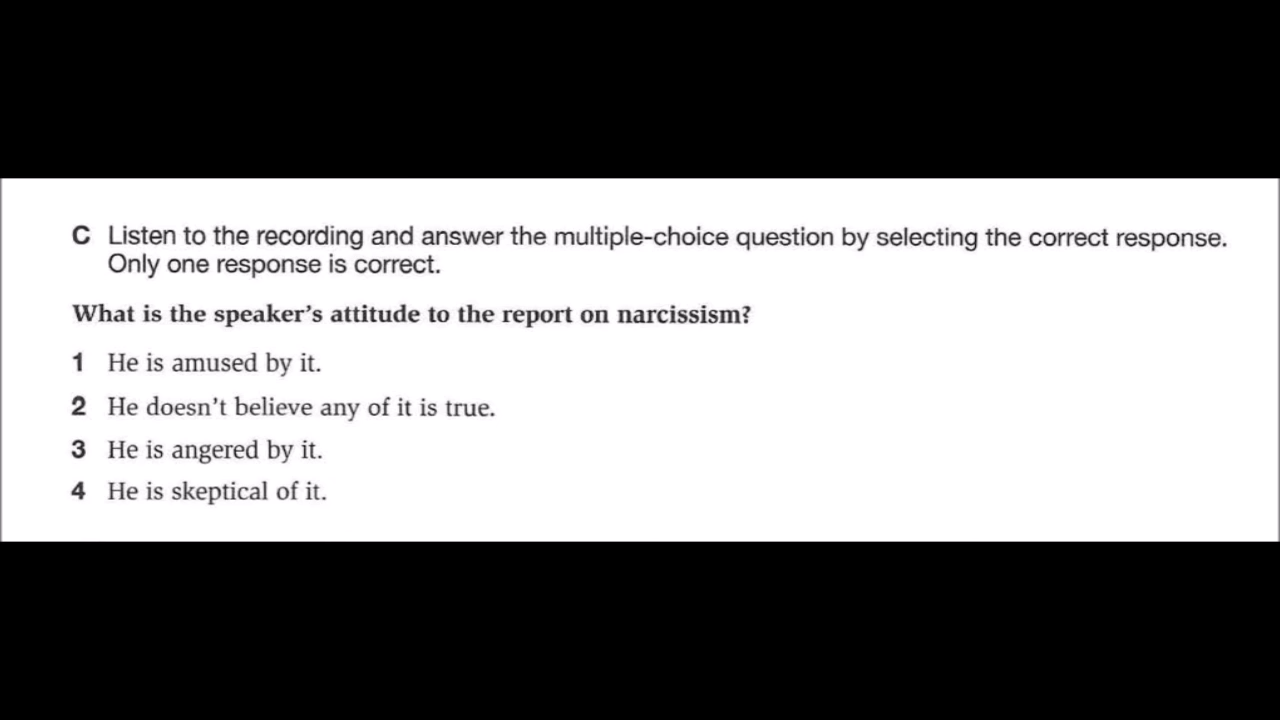 C Listen to the recording and answer the multiple-choice question by selecting the correct response.
Only one response is correct.
What is the speaker's attitude to the report on narcissism?
1 He is amused by it.
2 He doesn't believe any of it is true.
3 He is angered by it.
4 He is skeptical of it.